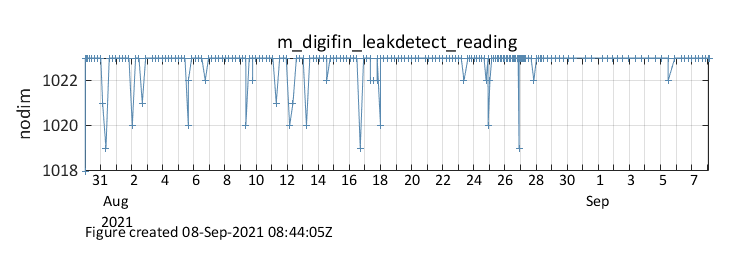 m_digifin_leakdetect_reading
nodim
1022
1020
1018
31 2 4 6 8 10 12 14 16 18 20 22 24 26 28 30 1 3 5 7
Aug Sep
2021
Figure created 08-Sep-2021 08:44:05Z